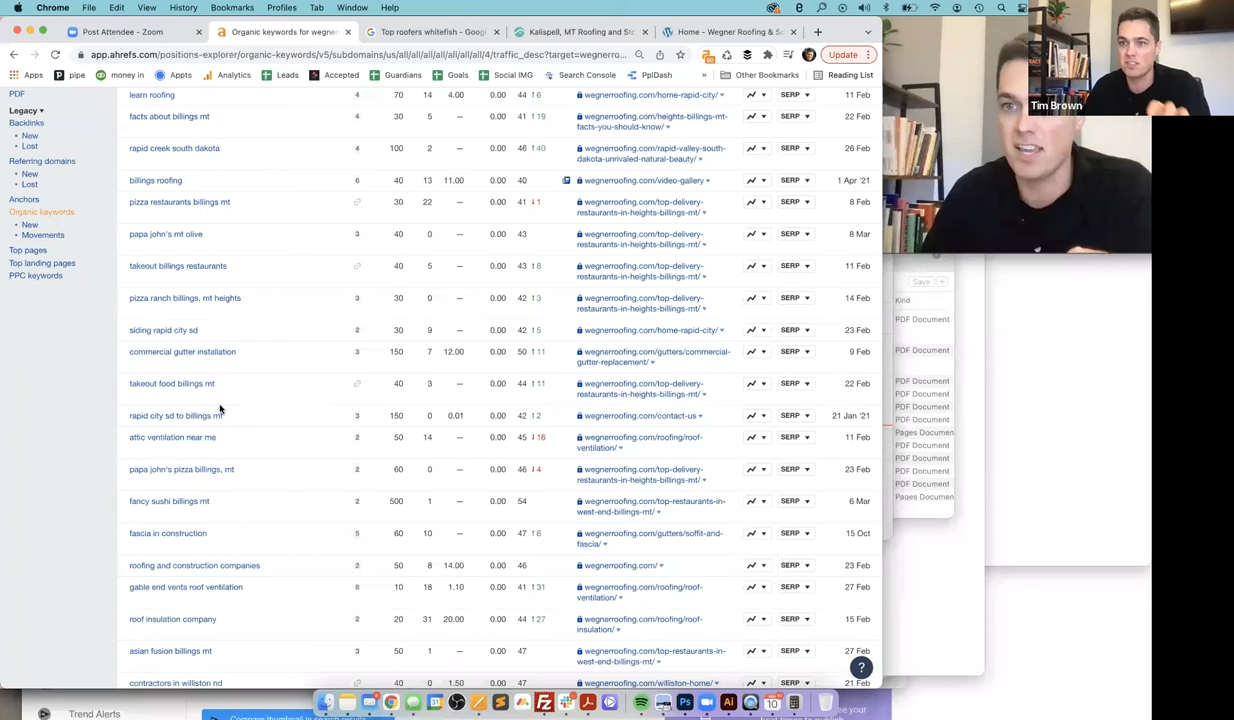 Chrome File Edit View History Bookmarks Profiles Tab Window Help
Post Attendee - Zoom
Organic keywords for wegner
Top roofers whitefish - Googl
Kalispell, MT Roofing and Sto
Home – Wegner Roofing & So
app.ahrefs.com/positions-explorer/organic-keywords/v5/subdomains/us/all/all/all/all/all/all/all/4/traffic_desc?target=wegnerro...
Update
Apps pipe money in Appts Analytics Leads Accepted Guardians Goals Social IMG Search Console PplDash » Other Bookmarks Reading List
PDF
Legacy
Backlinks
New
Lost
Referring domains
New
Lost
Anchors
Organic keywords
New
Movements
Top pages
Top landing pages
PPC keywords
learn roofing 4 70 14 4.00 0.00 44 ↑6 wegnerroofing.com/home-rapid-city/ SERP 11 Feb
facts about billings mt 4 30 5 — 0.00 41 ↑19 wegnerroofing.com/heights-billings-mt-
facts-you-should-know/ SERP 22 Feb
rapid creek south dakota 4 100 2 — 0.00 46 ↑40 wegnerroofing.com/rapid-valley-south-
dakota-unrivaled-natural-beauty/ SERP 26 Feb
billings roofing 6 40 13 11.00 0.00 40 wegnerroofing.com/video-gallery SERP 1 Apr '21
pizza restaurants billings mt 30 22 — 0.00 41 ↓1 wegnerroofing.com/top-delivery-
restaurants-in-heights-billings-mt/ SERP 8 Feb
papa john's mt olive 3 40 0 — 0.00 43 wegnerroofing.com/top-delivery-
restaurants-in-heights-billings-mt/ SERP 8 Mar
takeout billings restaurants 40 5 — 0.00 43 ↑8 wegnerroofing.com/top-delivery-
restaurants-in-heights-billings-mt/ SERP 11 Feb
pizza ranch billings, mt heights 3 30 0 — 0.00 42 ↑3 wegnerroofing.com/top-delivery-
restaurants-in-heights-billings-mt/ SERP 14 Feb
siding rapid city sd 2 30 9 — 0.00 42 ↑5 wegnerroofing.com/home-rapid-city/ SERP 23 Feb
commercial gutter installation 3 150 7 12.00 0.00 50 ↑11 wegnerroofing.com/gutters/commercial-
gutter-replacement/ SERP 9 Feb
takeout food billings mt 40 3 — 0.00 44 ↑11 wegnerroofing.com/top-delivery-
restaurants-in-heights-billings-mt/ SERP 22 Feb
rapid city sd to billings mt 3 150 0 0.01 0.00 42 ↑2 wegnerroofing.com/contact-us SERP 21 Jan '21
attic ventilation near me 2 50 14 — 0.00 45 ↓16 wegnerroofing.com/roofing/roof-
ventilation/ SERP 11 Feb
papa john's pizza billings, mt 2 60 0 — 0.00 46 ↓4 wegnerroofing.com/top-delivery-
restaurants-in-heights-billings-mt/ SERP 23 Feb
fancy sushi billings mt 2 500 1 — 0.00 54 wegnerroofing.com/top-restaurants-in-
west-end-billings-mt/ SERP 6 Mar
fascia in construction 5 60 10 — 0.00 47 ↑6 wegnerroofing.com/gutters/soffit-and-
fascia/ SERP 15 Oct
roofing and construction companies 2 50 8 14.00 0.00 46 wegnerroofing.com/ SERP 23 Feb
gable end vents roof ventilation 8 10 18 1.10 0.00 41 ↑31 wegnerroofing.com/roofing/roof-
ventilation/ SERP 27 Feb
roof insulation company 2 20 31 20.00 0.00 44 ↑27 wegnerroofing.com/roofing/roof-
insulation/ SERP 15 Feb
asian fusion billings mt 3 50 1 — 0.00 47 wegnerroofing.com/top-restaurants-in-
west-end-billings-mt/ SERP 27 Feb
contractors in williston nd 40 0 1.50 0.00 47 wegnerroofing.com/williston-home/ SERP 21 Feb
?
Tim Brown
Save
Kind
PDF Document
PDF Document
PDF Document
PDF Document
PDF Document
PDF Document
Pages Documen
PDF Document
PDF Document
PDF Document
PDF Document
Pages Documen
Trend Alerts
Compare thumbnail in search results